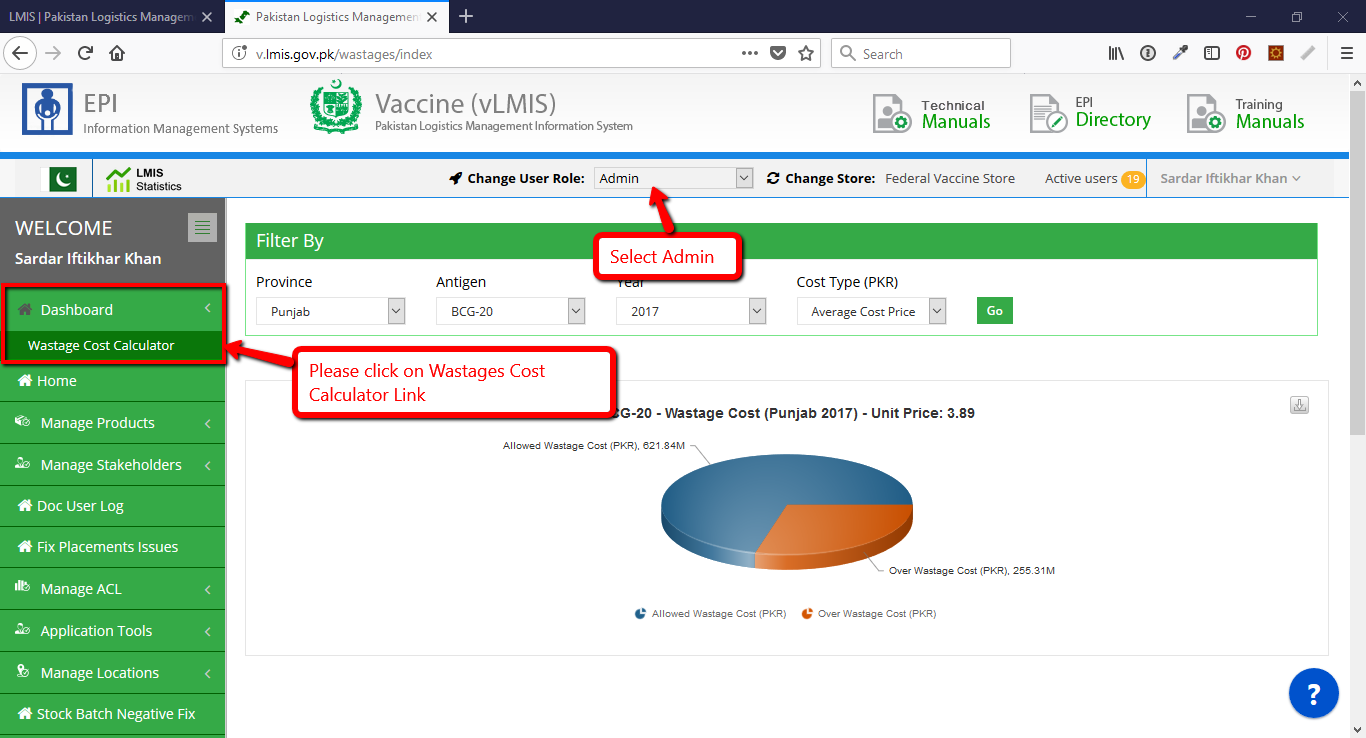 LMIS | Pakistan Logistics Managem
Pakistan Logistics Management
v.lmis.gov.pk/wastages/index
Search
EPI
Information Management Systems
Vaccine (vLMIS)
Pakistan Logistics Management Information System
Technical
Manuals
EPI
Directory
Training
Manuals
LMIS
Statistics
Change User Role: Admin
Change Store: Federal Vaccine Store
Active users 19
Sardar Iftikhar Khan
WELCOME
Sardar Iftikhar Khan
Dashboard
Wastage Cost Calculator
Home
Manage Products
Manage Stakeholders
Doc User Log
Fix Placements Issues
Manage ACL
Application Tools
Manage Locations
Stock Batch Negative Fix
Select Admin
Filter By
Province
Antigen
Year
Cost Type (PKR)
Punjab
BCG-20
2017
Average Cost Price
Go
Please click on Wastages Cost
Calculator Link
CG-20 - Wastage Cost (Punjab 2017) - Unit Price: 3.89
Allowed Wastage Cost (PKR), 621.84M
Over Wastage Cost (PKR), 255.31M
Allowed Wastage Cost (PKR)
Over Wastage Cost (PKR)
?